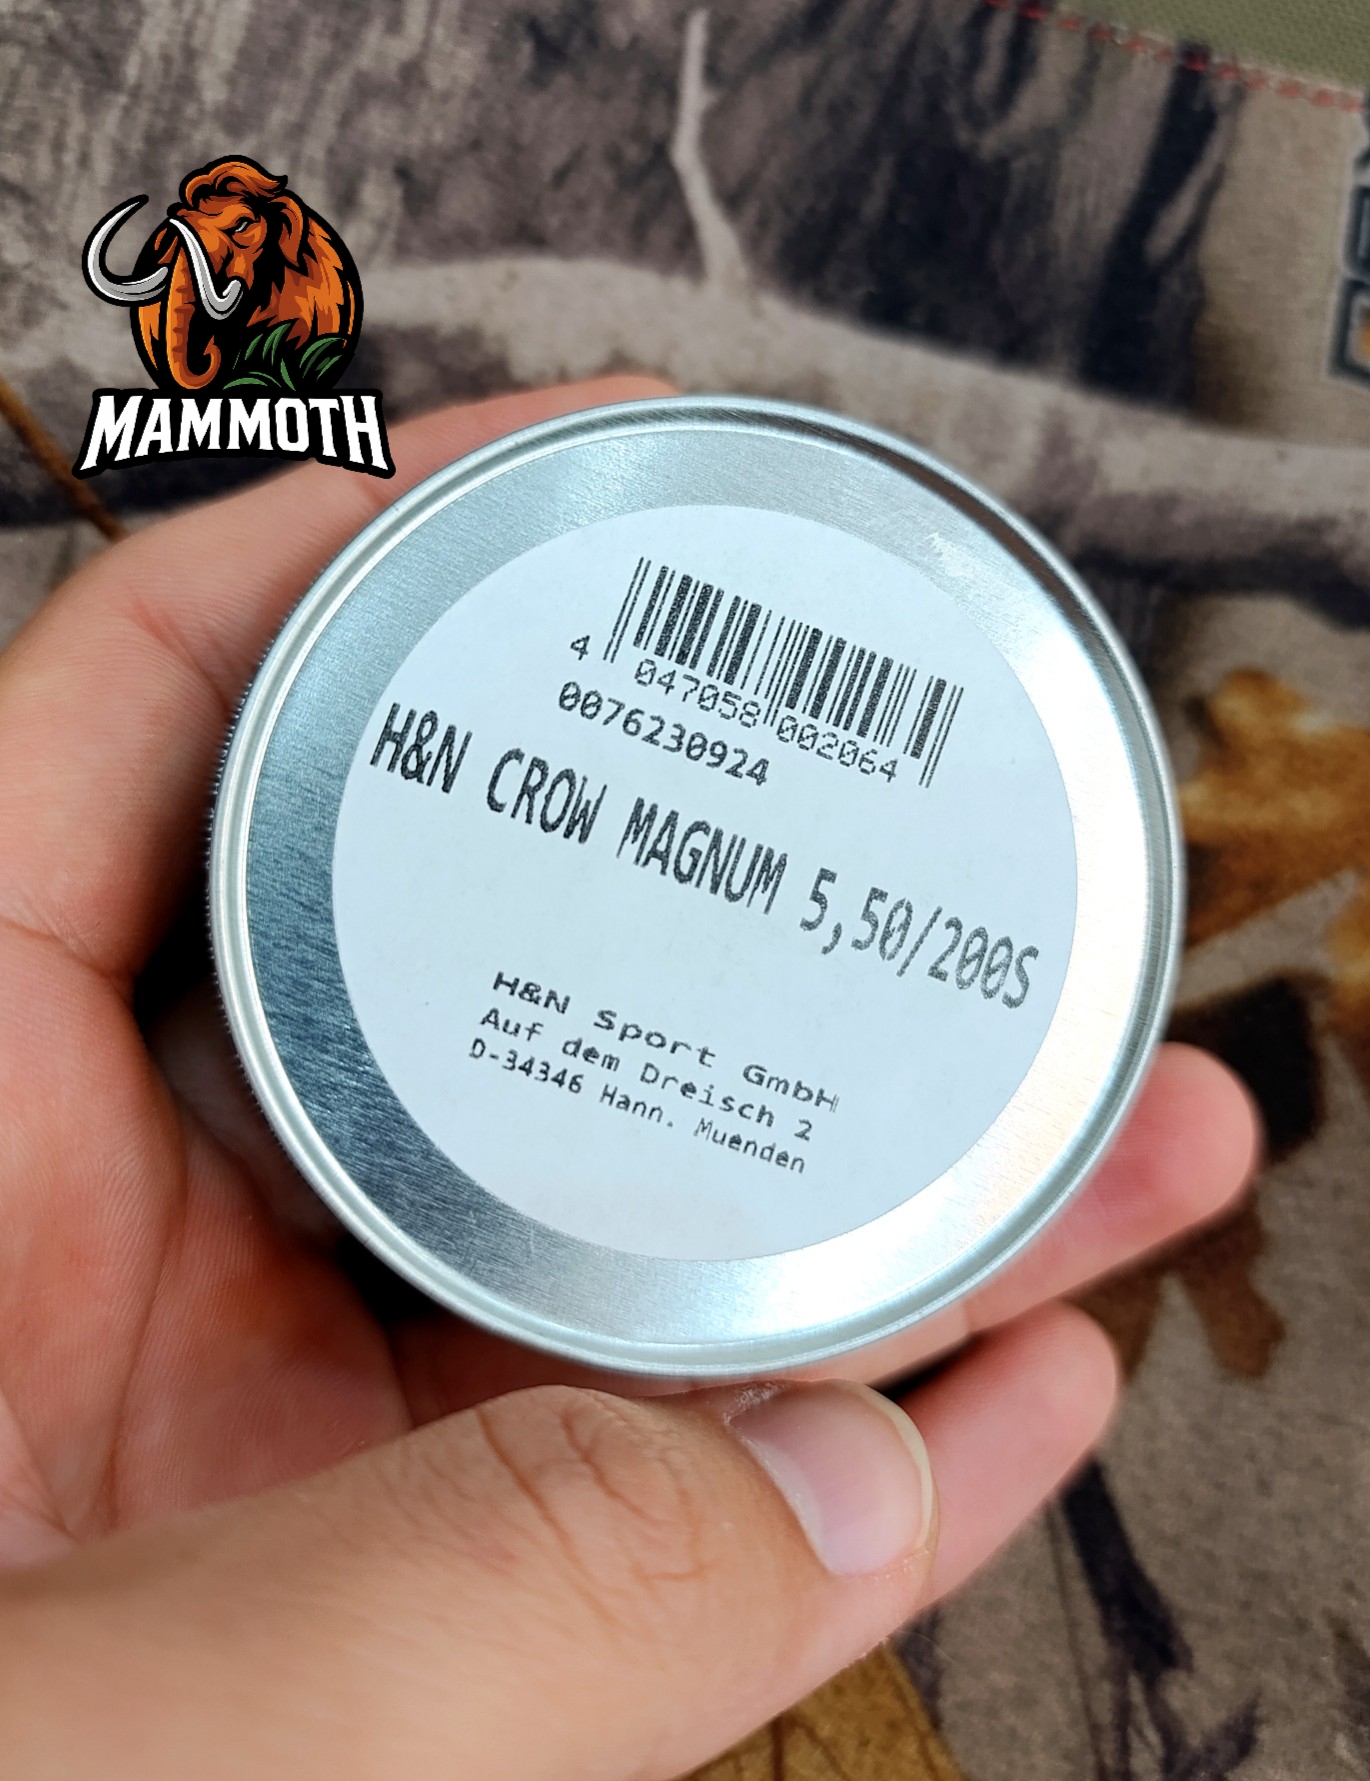 MAMMOTH
4 047058 002064
0076230924
H&N CROW MAGNUM 5,50/200S
H&N Sport GmbH
Auf dem Dreisch 2
D-34346 Hann. Muenden